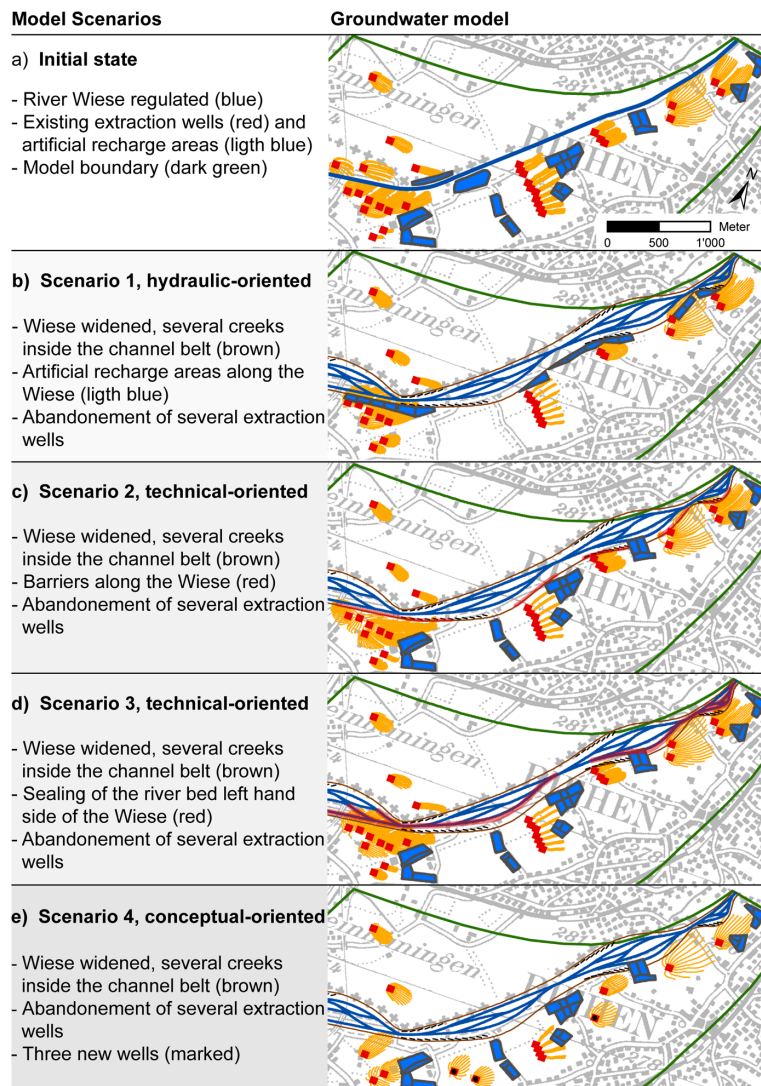 Model Scenarios
Groundwater model
a) Initial state
- River Wiese regulated (blue)
- Existing extraction wells (red) and
artificial recharge areas (ligth blue)
- Model boundary (dark green)
N
Meter
0 500 1'000
b) Scenario 1, hydraulic-oriented
- Wiese widened, several creeks
inside the channel belt (brown)
- Artificial recharge areas along the
Wiese (ligth blue)
- Abandonement of several extraction
wells
c) Scenario 2, technical-oriented
- Wiese widened, several creeks
inside the channel belt (brown)
- Barriers along the Wiese (red)
- Abandonement of several extraction
wells
d) Scenario 3, technical-oriented
- Wiese widened, several creeks
inside the channel belt (brown)
- Sealing of the river bed left hand
side of the Wiese (red)
- Abandonement of several extraction
wells
e) Scenario 4, conceptual-oriented
- Wiese widened, several creeks
inside the channel belt (brown)
- Abandonement of several extraction
wells
- Three new wells (marked)